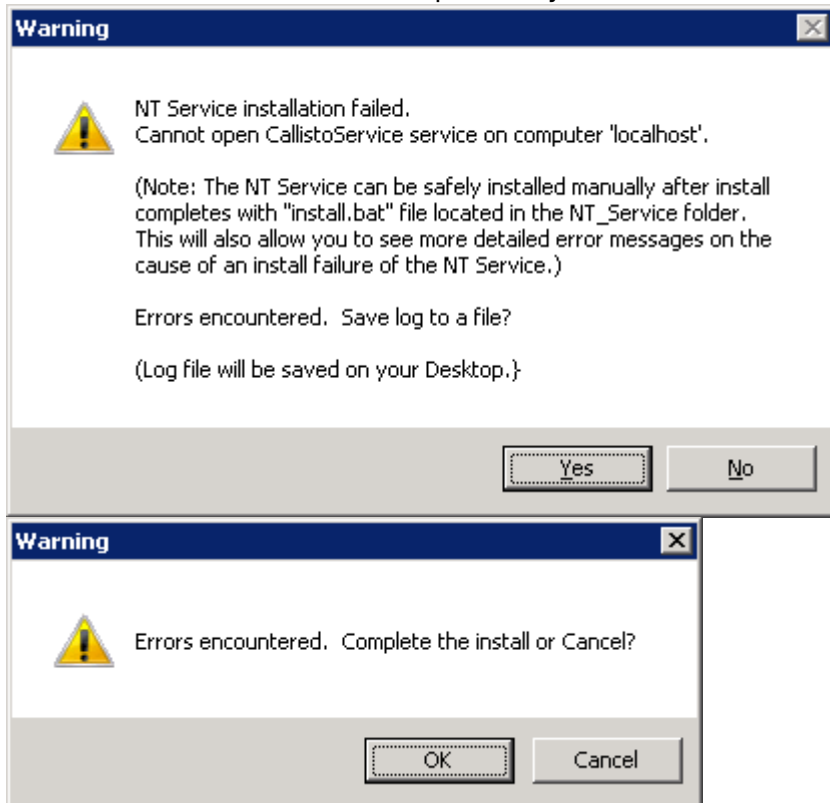 Warning
NT Service installation failed.
Cannot open CallistoService service on computer 'localhost'.
(Note: The NT Service can be safely installed manually after install
completes with "install.bat" file located in the NT_Service folder.
This will also allow you to see more detailed error messages on the
cause of an install failure of the NT Service.)
Errors encountered.  Save log to a file?
(Log file will be saved on your Desktop.}
Yes
No
Warning
Errors encountered.  Complete the install or Cancel?
OK
Cancel